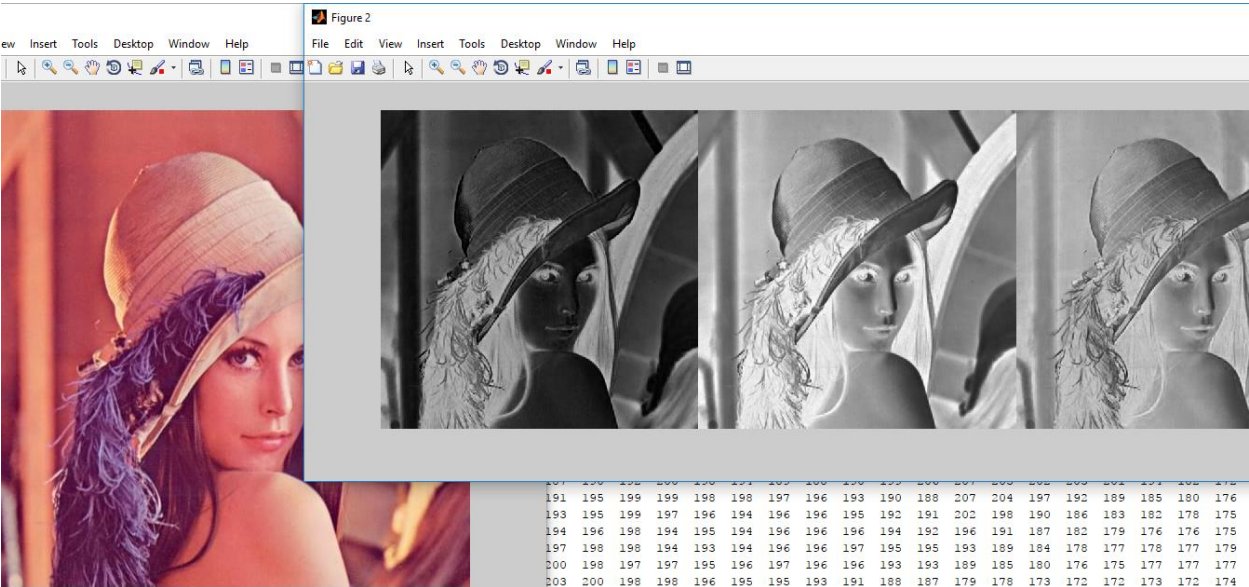 Figure 2
ew Insert Tools Desktop Window Help
File Edit View Insert Tools Desktop Window Help
191 195 199 199 198 198 197 196 193 190 188 207 204 197 192 189 185 180 176
193 195 199 197 196 194 196 196 195 192 191 202 198 190 186 183 182 178 175
194 196 198 194 195 194 196 196 196 194 192 196 191 187 182 179 176 176 175
197 198 198 194 193 194 196 196 197 195 195 193 189 184 178 177 178 177 179
200 198 197 197 195 196 195 196 196 193 193 189 185 180 176 175 177 177 177
203 200 198 198 196 195 195 193 191 188 187 179 178 173 172 172 173 172 174